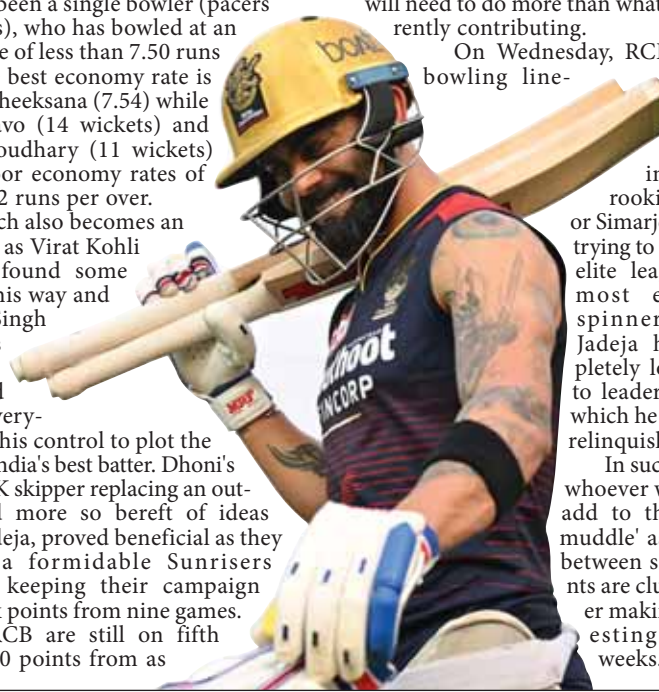 been a single bowler (pacers
s), who has bowled at an
e of less than 7.50 runs
best economy rate is
heeksana (7.54) while
avo (14 wickets) and
oudhary (11 wickets)
or economy rates of
2 runs per over.
ch also becomes an
as Virat Kohli
found some
his way and
Singh
very-
his control to plot the
ndia's best batter. Dhoni's
K skipper replacing an out-
more so bereft of ideas
leja, proved beneficial as they
a formidable Sunrisers
keeping their campaign
points from nine games.
RCB are still on fifth
0 points from as
will need to do more than what
rently contributing.
On Wednesday, RC
bowling line-
in
rooki
or Simarje
trying to
elite lea
most e
spinner
Jadeja h
pletely lo
to leader
which he
relinquish
In suc
whoever w
add to th
muddle' a
between s
nts are clu
er maki
esting
weeks.
boAt
khoot
FINCORP
MRF